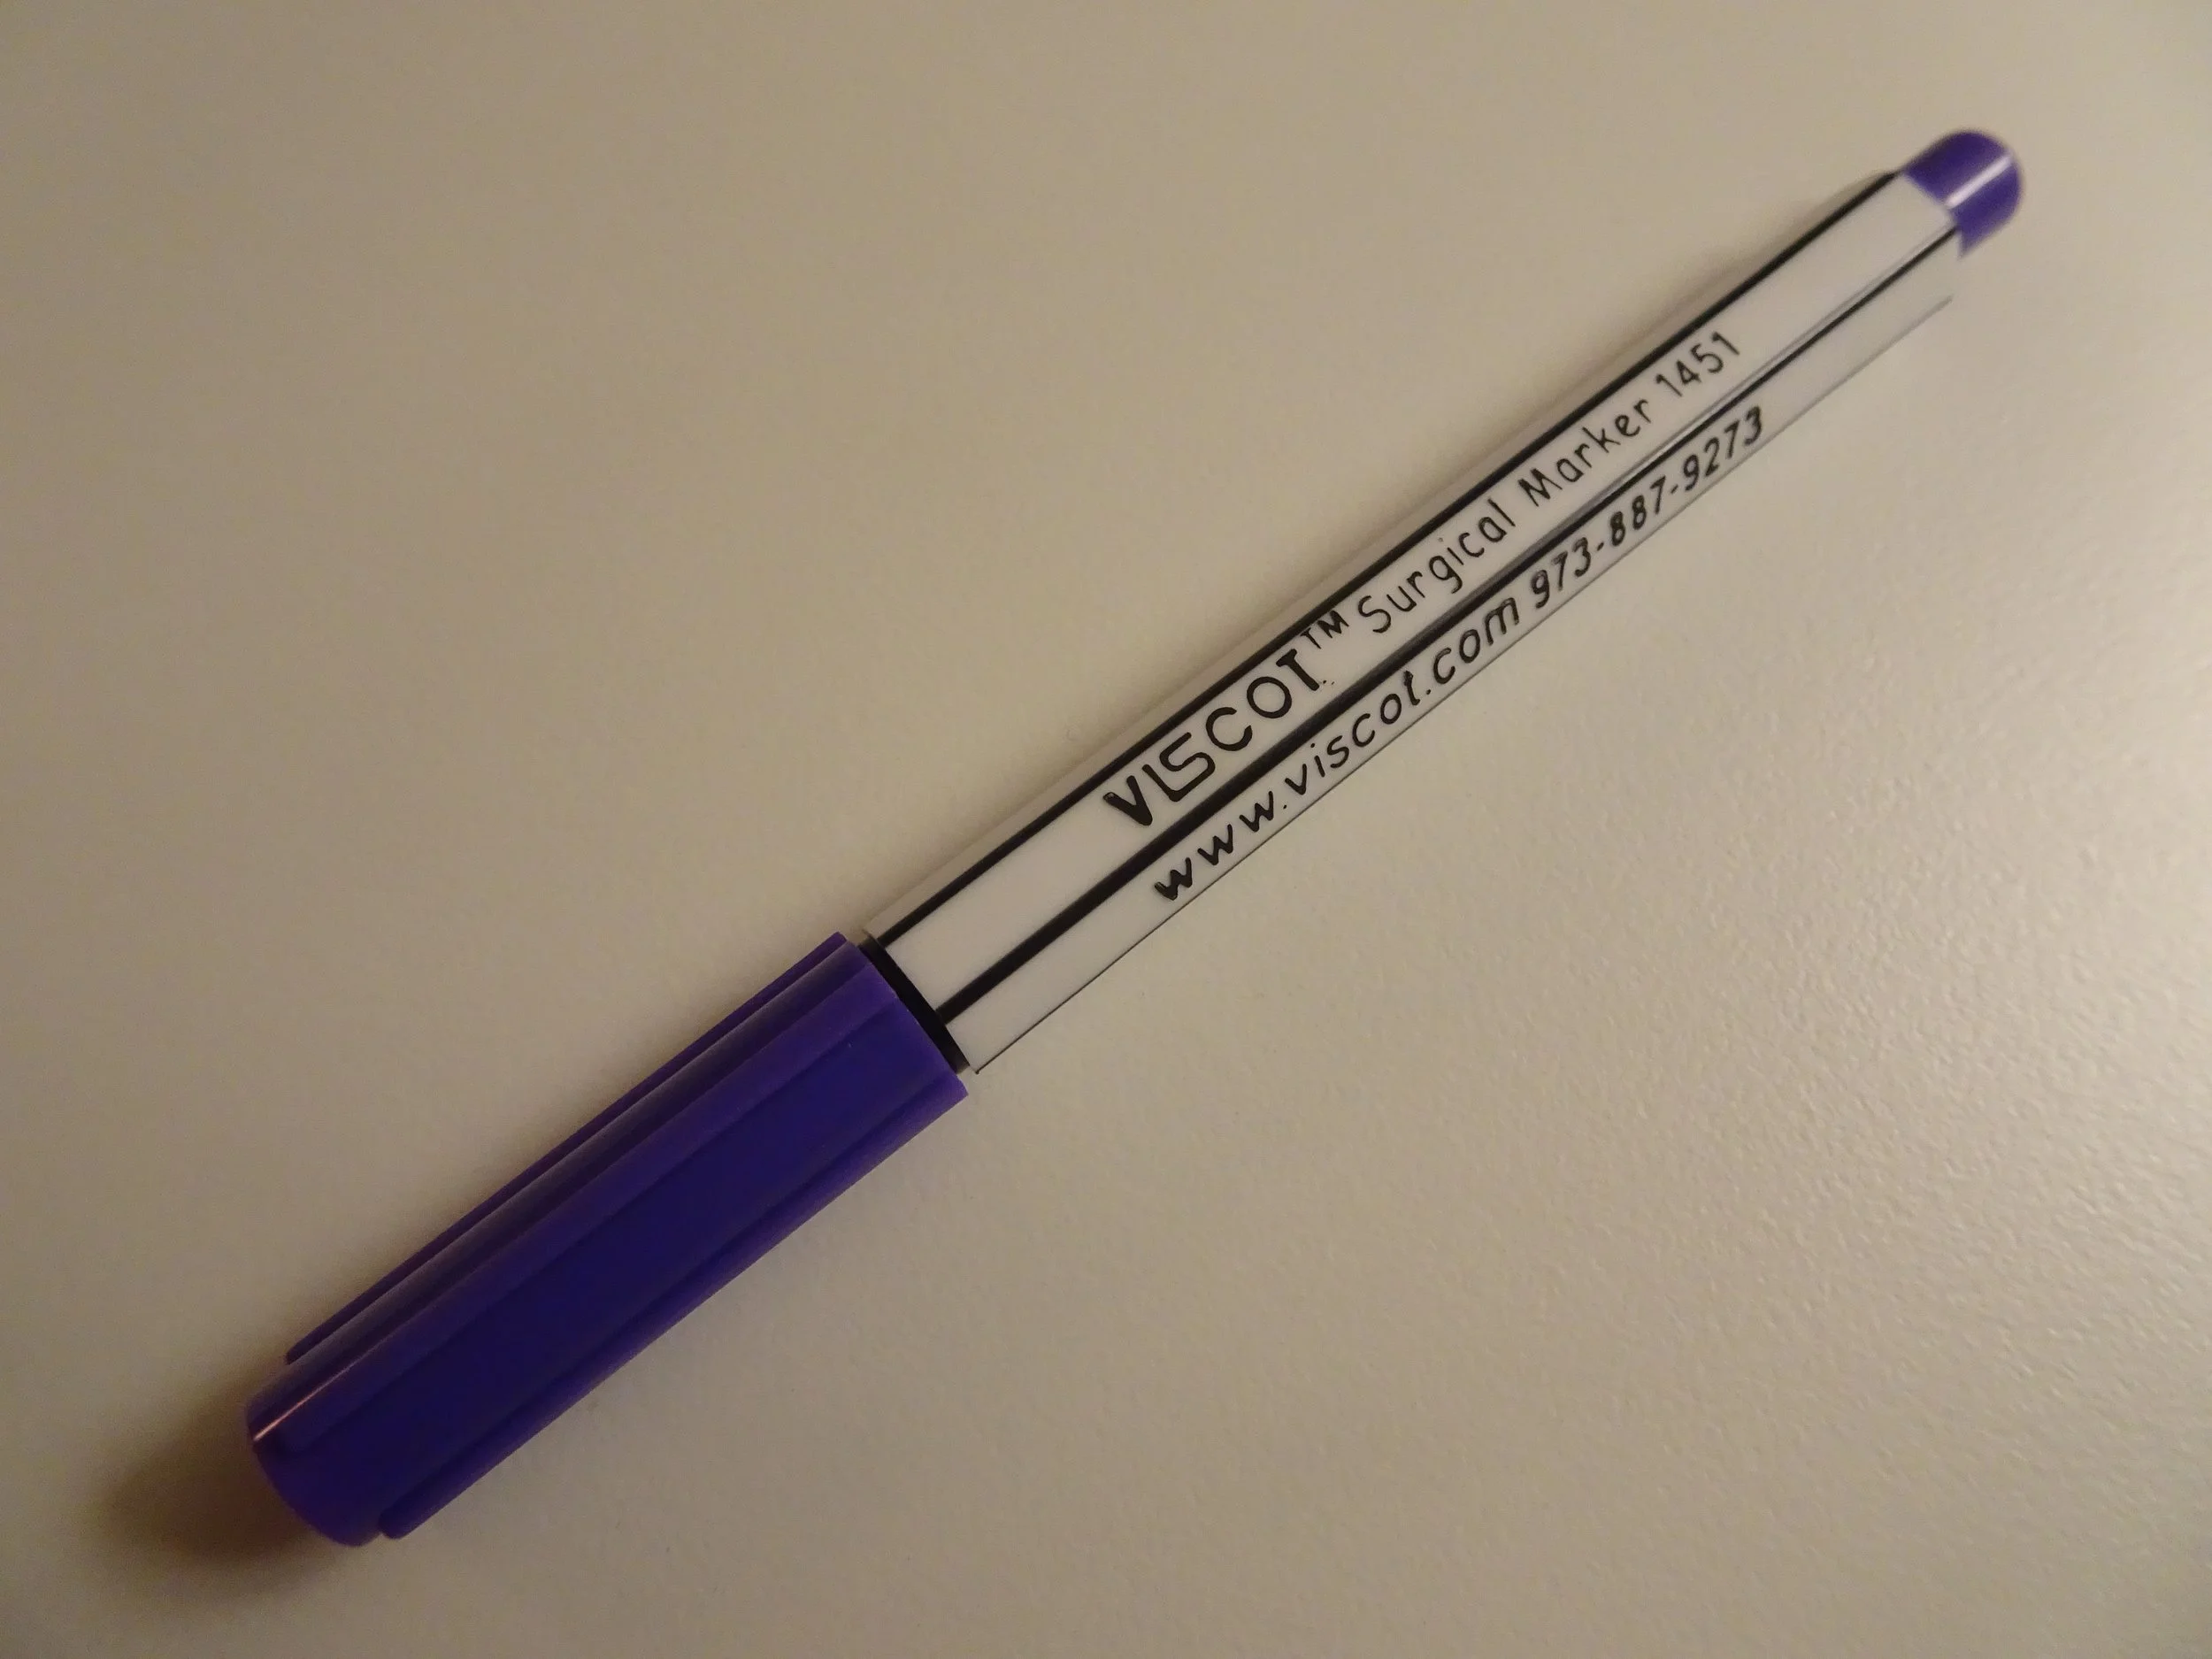 VISCOT™ Surgical Marker 1451
www.viscot.com 973-887-9273